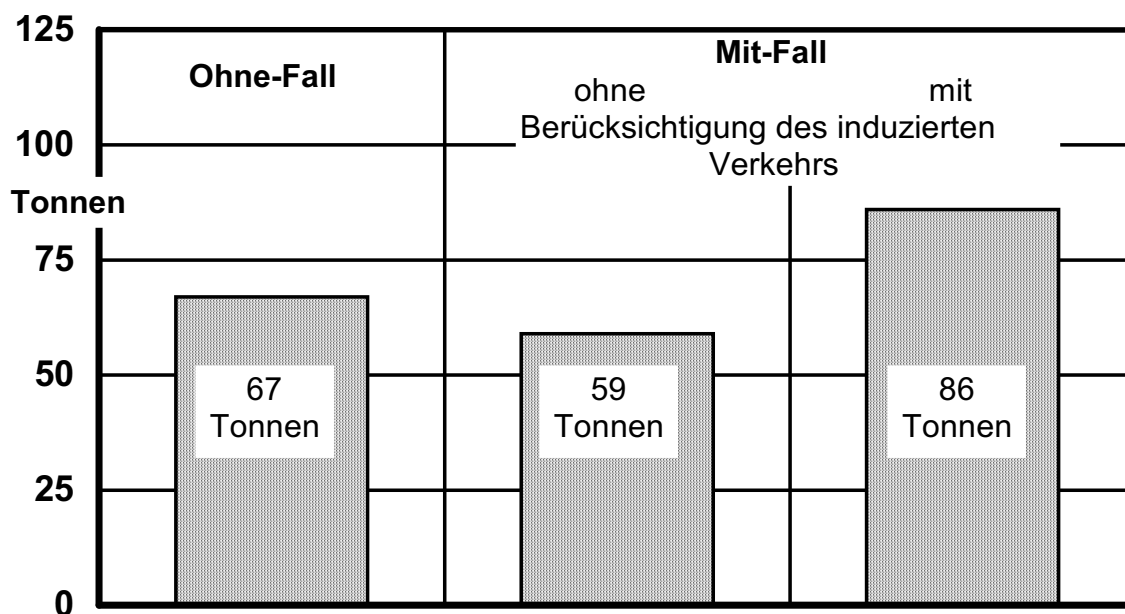 125
Ohne-Fall
Mit-Fall
ohne mit
Berücksichtigung des induzierten
Verkehrs
100
Tonnen
75
50
25
0
67
Tonnen
59
Tonnen
86
Tonnen